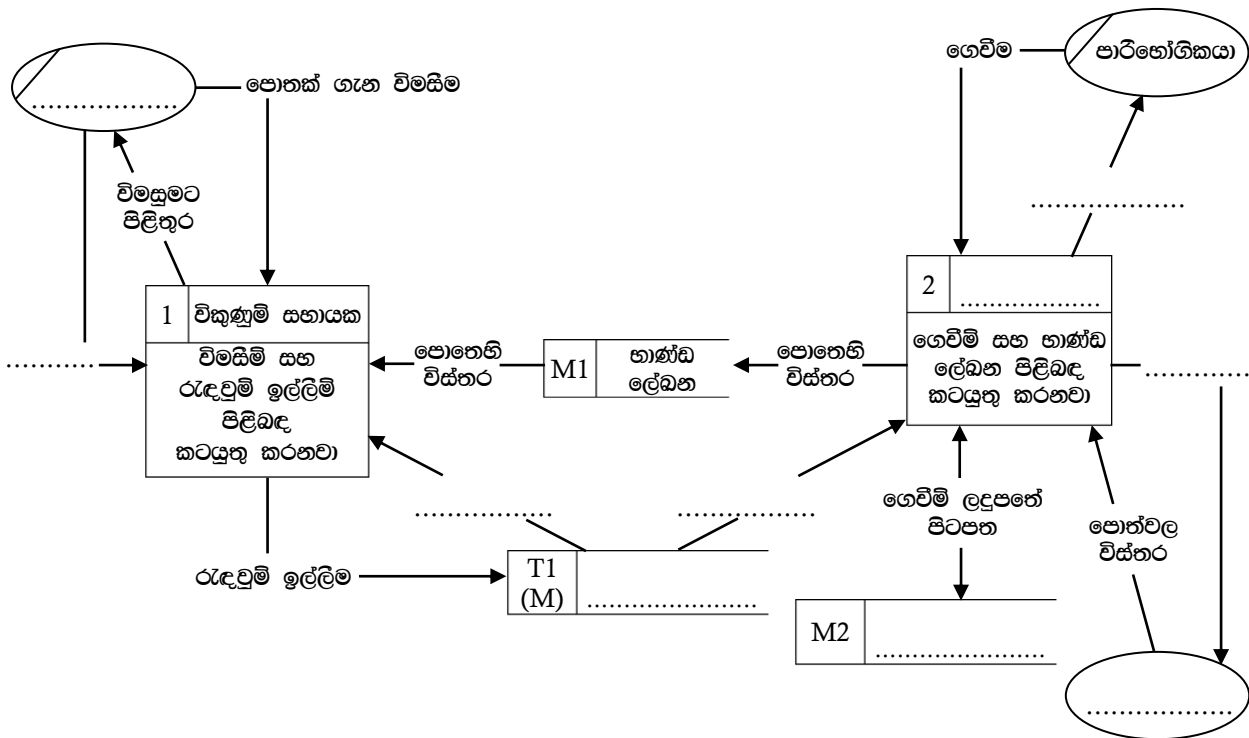 ගෙවීම
පාරිභෝගිකයා
....................
පොතක් ගැන විමසීම
විමසුමට
පිළිතුර
.....................
1
විකුණුම් සහායක
විමසීම් සහ
රැඳවුම් ඉල්ලීම්
පිළිබඳ
කටයුතු කරනවා
2
...................
ගෙවීම් සහ භාණ්ඩ
ලේඛන පිළිබඳ
කටයුතු කරනවා
............
පොතෙහි
විස්තර
M1
භාණ්ඩ
ලේඛන
පොතෙහි
විස්තර
..................
...................
...................
ගෙවීම් ලදුපතේ
පිටපත
පොත්වල
විස්තර
රැඳවුම් ඉල්ලීම
T1
(M)
........................
M2
.......................
....................